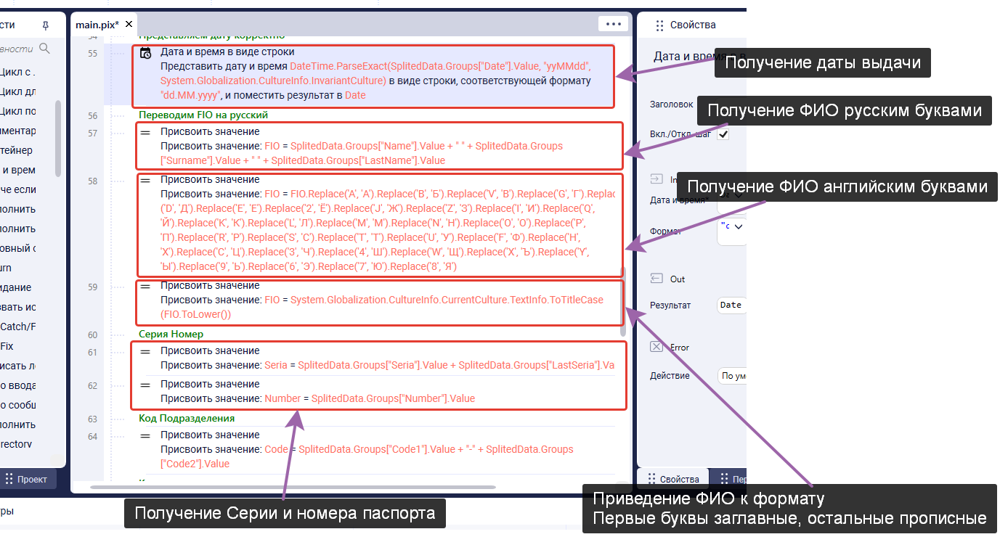 сти
main.pix*
Свойства
вности
Цикл с .
Цикл дл
Цикл по
мментар
тейнер
и врем
че если
полнить
полнить
овный с
urn
идание
звать ис
Catch/F
Fix
исать ло
о ввода
о сообщ
полнить
rectory
Проект
ры
54
Представляем дату корректно
55
Дата и время в виде строки
Представить дату и время DateTime.ParseExact(SplitedData.Groups["Date"].Value, "yyMMdd",
System.Globalization.CultureInfo.InvariantCulture) в виде строки, соответствующей формату
"dd.MM.yyyy", и поместить результат в Date
56
Переводим FIO на русский
57
Присвоить значение
Присвоить значение: FIO = SplitedData.Groups["Name"].Value + " " + SplitedData.Groups
["Surname"].Value + " " + SplitedData.Groups["LastName"].Value
58
Присвоить значение
Присвоить значение: FIO = FIO.Replace('A', 'А').Replace('B', 'Б').Replace('V', 'В').Replace('G', 'Г').Replac
('D', 'Д').Replace('E', 'Е').Replace('2', 'Ё').Replace('J', 'Ж').Replace('Z', 'З').Replace('I', 'И').Replace('Q',
'Й').Replace('K', 'К').Replace('L', 'Л').Replace('M', 'М').Replace('N', 'Н').Replace('O', 'О').Replace('P',
'П').Replace('R', 'Р').Replace('S', 'С').Replace('T', 'Т').Replace('U', 'У').Replace('F', 'Ф').Replace('H',
'Х').Replace('C', 'Ц').Replace('3', 'Ч').Replace('4', 'Ш').Replace('W', 'Щ').Replace('X', 'Ъ').Replace('Y',
'Ы').Replace('9', 'Ь').Replace('6', 'Э').Replace('7', 'Ю').Replace('8', 'Я')
59
Присвоить значение
Присвоить значение: FIO = System.Globalization.CultureInfo.CurrentCulture.TextInfo.ToTitleCase
(FIO.ToLower())
60
Серия Номер
61
Присвоить значение
Присвоить значение: Seria = SplitedData.Groups["Seria"].Value + SplitedData.Groups["LastSeria"].Va
62
Присвоить значение
Присвоить значение: Number = SplitedData.Groups["Number"].Value
63
Код Подразделения
64
Присвоить значение
Присвоить значение: Code = SplitedData.Groups["Code1"].Value + "-" + SplitedData.Groups
["Code2"].Value
Дата и время в в
Получение даты выдачи
Заголовок
Получение ФИО русским буквами
Вкл./Откл. шаг
In
Получение ФИО английским буквами
Дата и время*
Формат
"c
Out
Результат
Date
Error
Действие
По ум
Свойства
Пер
Получение Серии и номера паспорта
Приведение ФИО к формату
Первые буквы заглавные, остальные прописные